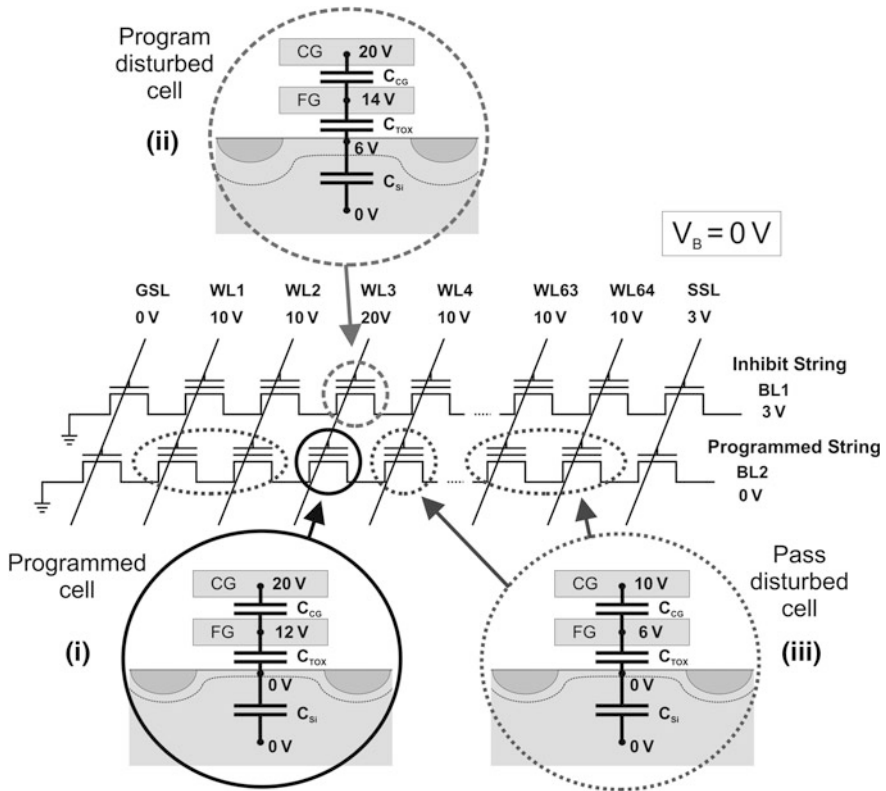 Program
disturbed
cell
(ii)
CG 20 V
C_CG
FG 14 V
C_TOX
6 V
C_Si
0 V
V_B = 0 V
GSL WL1 WL2 WL3 WL4 WL63 WL64 SSL
0 V 10 V 10 V 20V 10 V 10 V 10 V 3 V
Inhibit String
BL1
3 V
Programmed String
BL2
0 V
Programmed
cell
(i)
CG 20 V
C_CG
FG 12 V
C_TOX
0 V
C_Si
0 V
Pass
disturbed
cell
(iii)
CG 10 V
C_CG
FG 6 V
C_TOX
0 V
C_Si
0 V